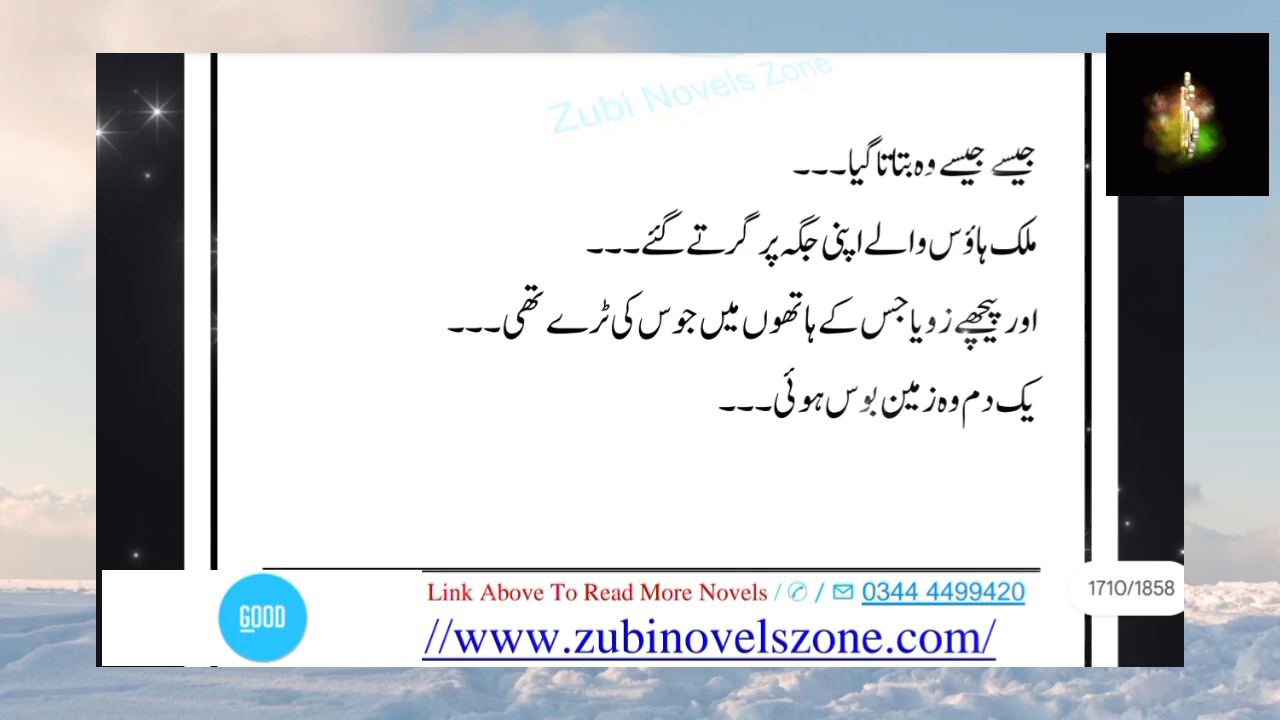 Zubi Novels Zone
جیسے جیسے وہ بتاتا گیا۔۔۔
ملک ہاؤس والے اپنی جگہ پر گرتے گئے۔۔۔
اور پیچھے زویا جس کے ہاتھوں میں جوس کی ٹرے تھی۔۔۔
یک دم وہ زمین بوس ہوئی۔۔۔
Link Above To Read More Novels / ✆ / ✉ 0344 4499420
//www.zubinovelszone.com/
GOOD
1710/1858